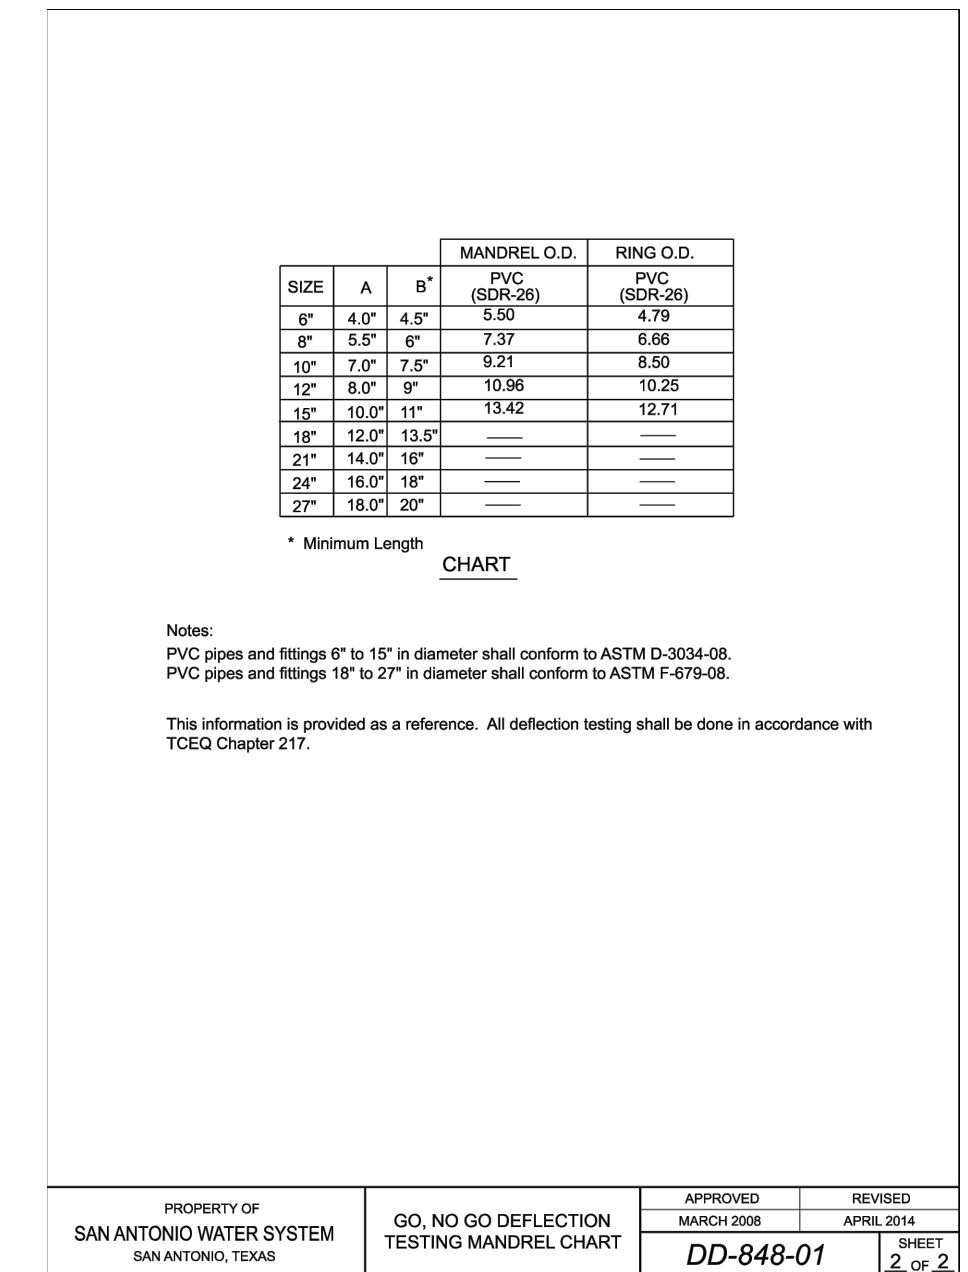 MANDREL O.D. RING O.D.
SIZE A B* PVC (SDR-26) PVC (SDR-26)
6" 4.0" 4.5" 5.50 4.79
8" 5.5" 6" 7.37 6.66
10" 7.0" 7.5" 9.21 8.50
12" 8.0" 9" 10.96 10.25
15" 10.0" 11" 13.42 12.71
18" 12.0" 13.5" —— ——
21" 14.0" 16" —— ——
24" 16.0" 18" —— ——
27" 18.0" 20" —— ——
* Minimum Length
CHART
Notes:
PVC pipes and fittings 6" to 15" in diameter shall conform to ASTM D-3034-08.
PVC pipes and fittings 18" to 27" in diameter shall conform to ASTM F-679-08.
This information is provided as a reference. All deflection testing shall be done in accordance with
TCEQ Chapter 217.
PROPERTY OF
SAN ANTONIO WATER SYSTEM
SAN ANTONIO, TEXAS
GO, NO GO DEFLECTION
TESTING MANDREL CHART
APPROVED REVISED
MARCH 2008 APRIL 2014
DD-848-01
SHEET
2 OF 2